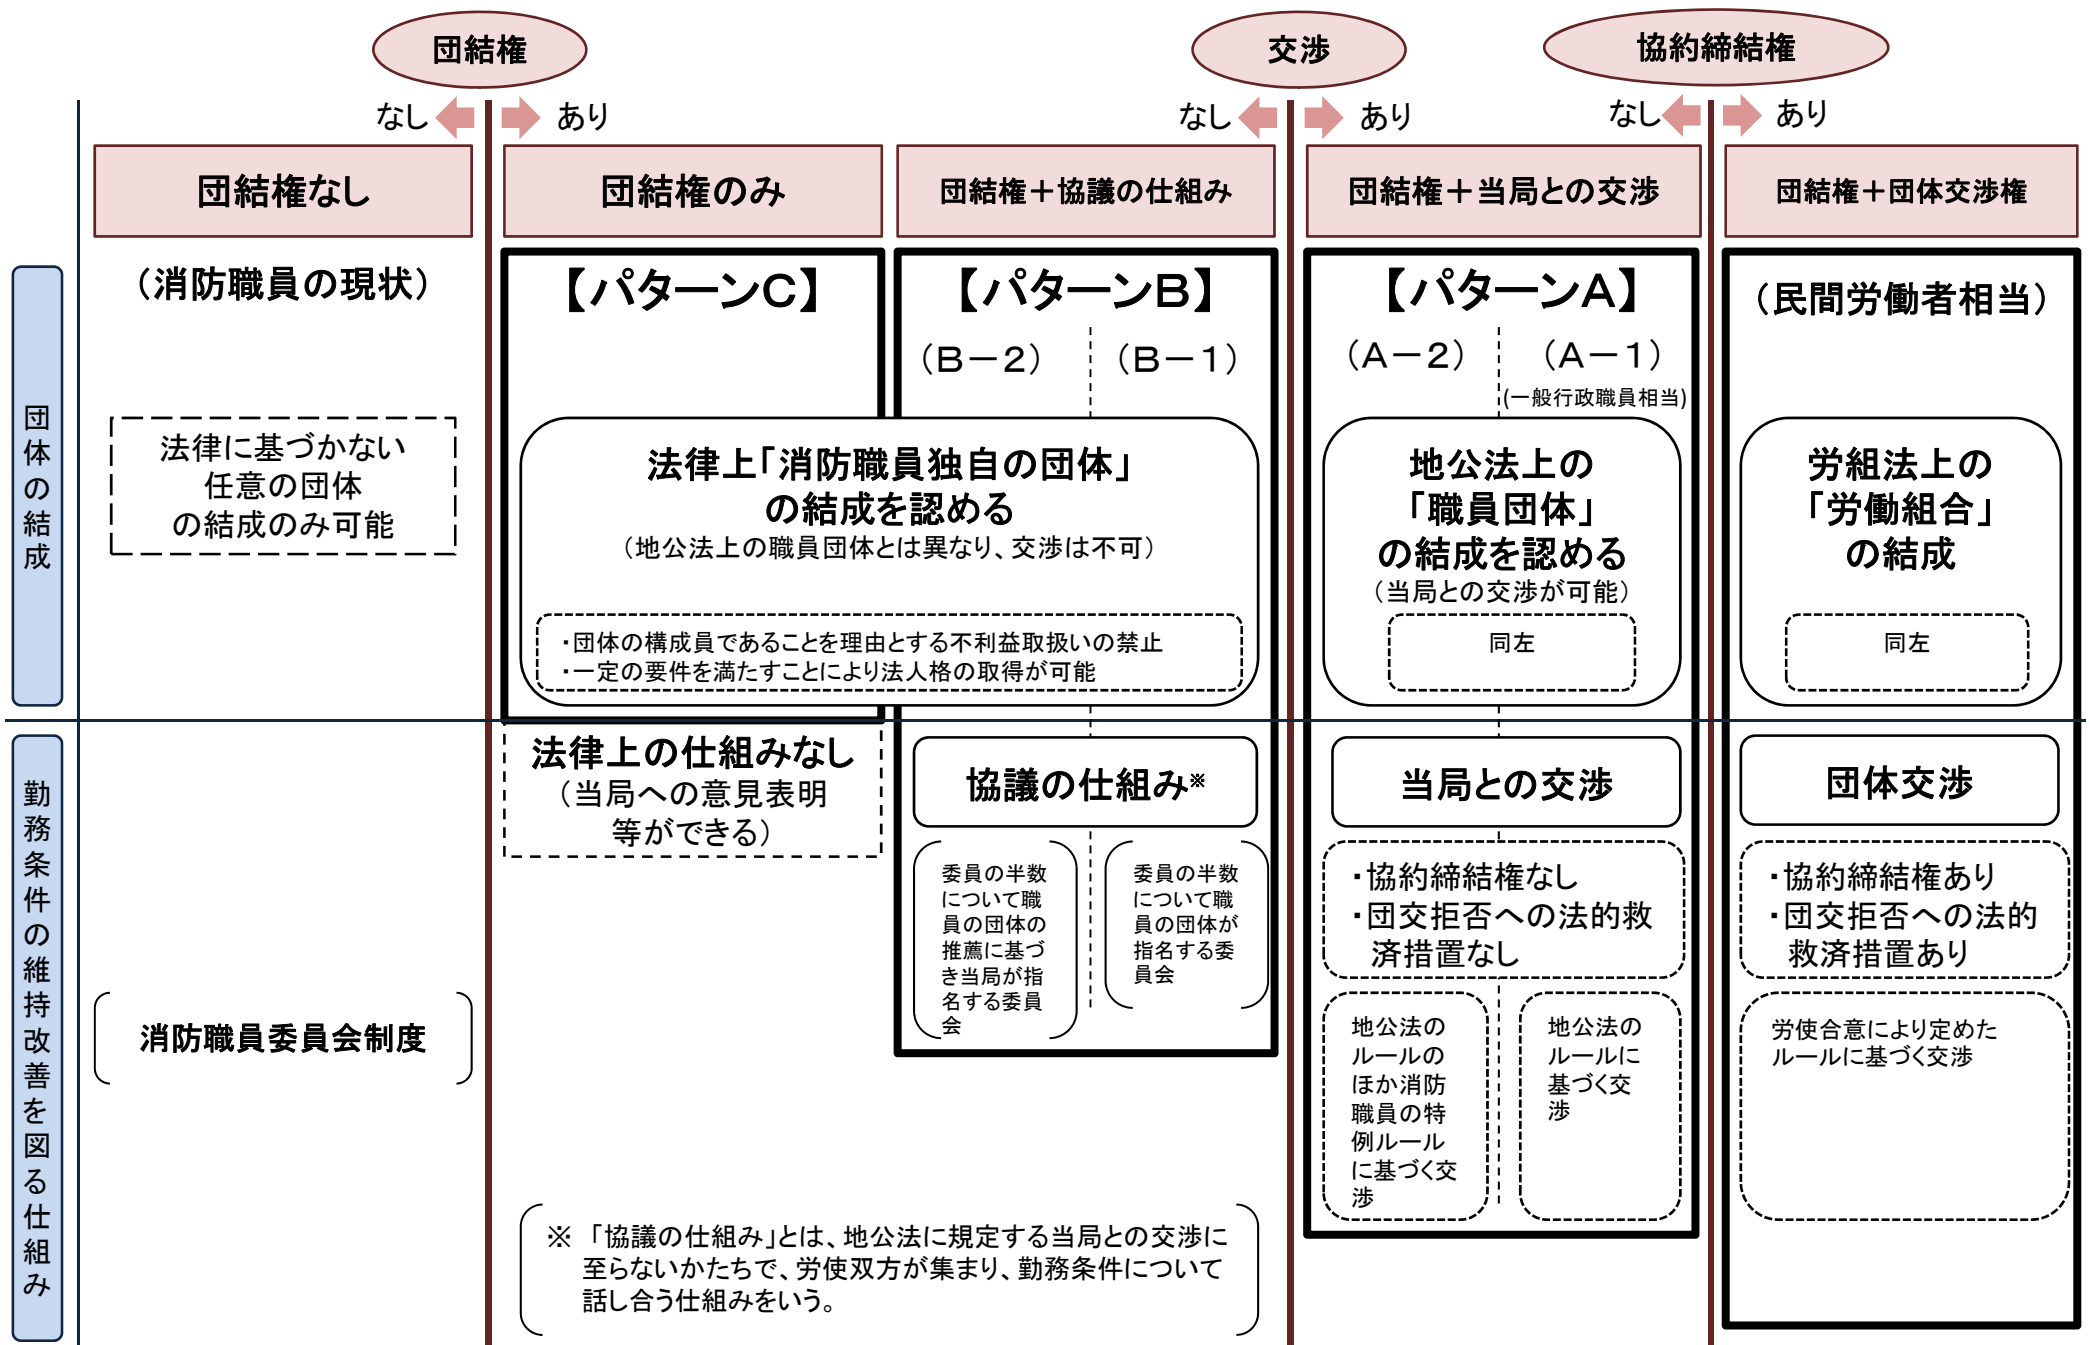 団結権
交渉
協約締結権
なし
あり
なし
あり
なし
あり
団結権なし
団結権のみ
団結権＋協議の仕組み
団結権＋当局との交渉
団結権＋団体交渉権
団体の結成
（消防職員の現状）
法律に基づかない
任意の団体
の結成のみ可能
【パターンＣ】
【パターンＢ】
（Ｂ－２）
（Ｂ－１）
法律上「消防職員独自の団体」
の結成を認める
（地公法上の職員団体とは異なり、交渉は不可）
・団体の構成員であることを理由とする不利益取扱いの禁止
・一定の要件を満たすことにより法人格の取得が可能
【パターンＡ】
（Ａ－２）
（Ａ－１）
(一般行政職員相当)
地公法上の
「職員団体」
の結成を認める
（当局との交渉が可能）
同左
（民間労働者相当）
労組法上の
「労働組合」
の結成
同左
勤務条件の維持改善を図る仕組み
消防職員委員会制度
法律上の仕組みなし
（当局への意見表明
等ができる）
協議の仕組み※
委員の半数
について職
員の団体の
推薦に基づ
き当局が指
名する委員
会
委員の半数
について職
員の団体が
指名する委
員会
当局との交渉
・協約締結権なし
・団交拒否への法的救
済措置なし
地公法の
ルールの
ほか消防
職員の特
例ルール
に基づく交
渉
地公法の
ルールに
基づく交
渉
団体交渉
・協約締結権あり
・団交拒否への法的
救済措置あり
労使合意により定めた
ルールに基づく交渉
※ 「協議の仕組み」とは、地公法に規定する当局との交渉に
至らないかたちで、労使双方が集まり、勤務条件について
話し合う仕組みをいう。